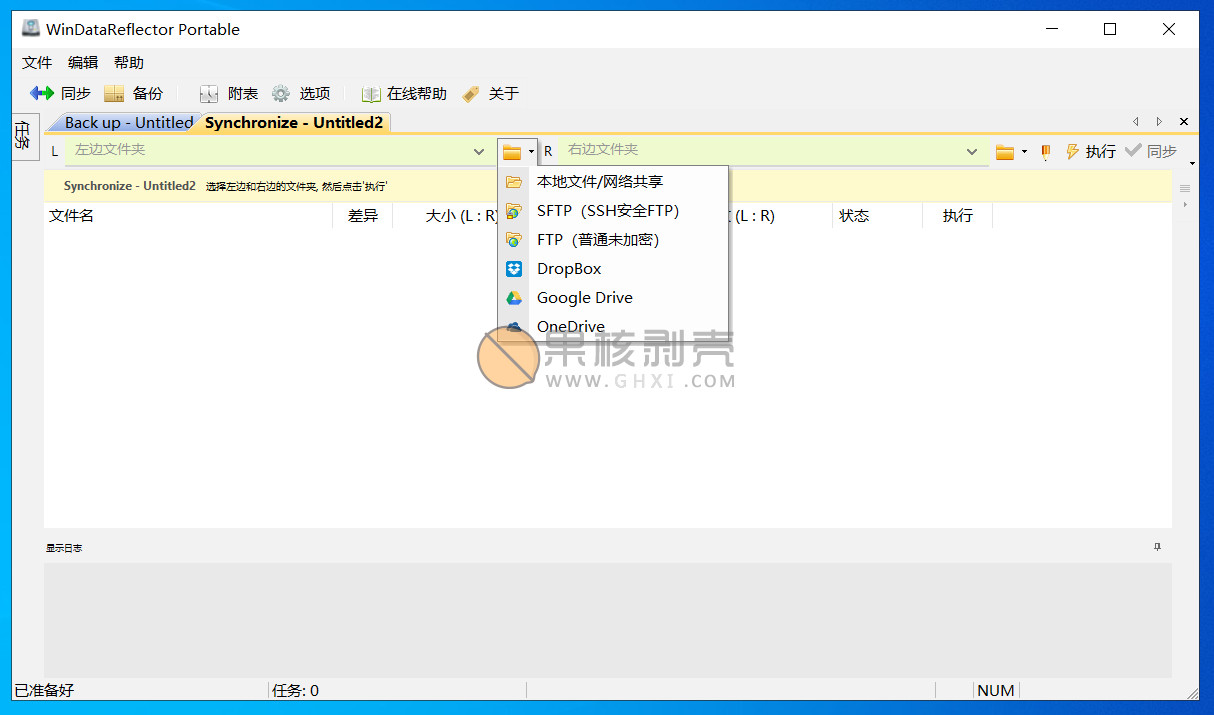 WinDataReflector Portable
文件 编辑 帮助
同步 备份 附表 选项 在线帮助 关于
任务
Back up - Untitled Synchronize - Untitled2
L 左边文件夹 R 右边文件夹 执行 同步
Synchronize - Untitled2 选择左边和右边的文件夹, 然后点击'执行'
文件名 差异 大小 (L : R) (L : R) 状态 执行
本地文件/网络共享
SFTP（SSH安全FTP）
FTP（普通未加密）
DropBox
Google Drive
OneDrive
果核剥壳
WWW.GHXI.COM
显示日志
已准备好 任务: 0 NUM